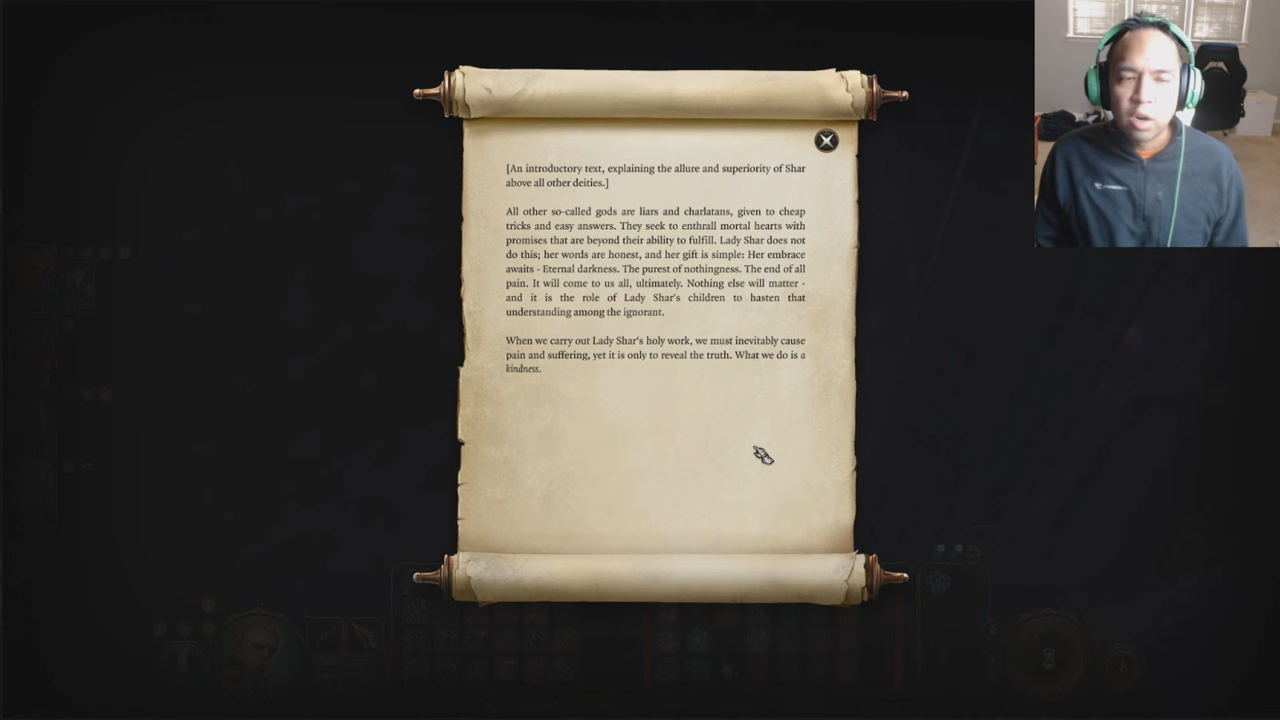 [An introductory text, explaining the allure and superiority of Shar
above all other deities.]
All other so-called gods are liars and charlatans, given to cheap
tricks and easy answers. They seek to enthrall mortal hearts with
promises that are beyond their ability to fulfill. Lady Shar does not
do this; her words are honest, and her gift is simple: Her embrace
awaits - Eternal darkness. The purest of nothingness. The end of all
pain. It will come to us all, ultimately. Nothing else will matter -
and it is the role of Lady Shar's children to hasten that
understanding among the ignorant.
When we carry out Lady Shar's holy work, we must inevitably cause
pain and suffering, yet it is only to reveal the truth. What we do is a
kindness.